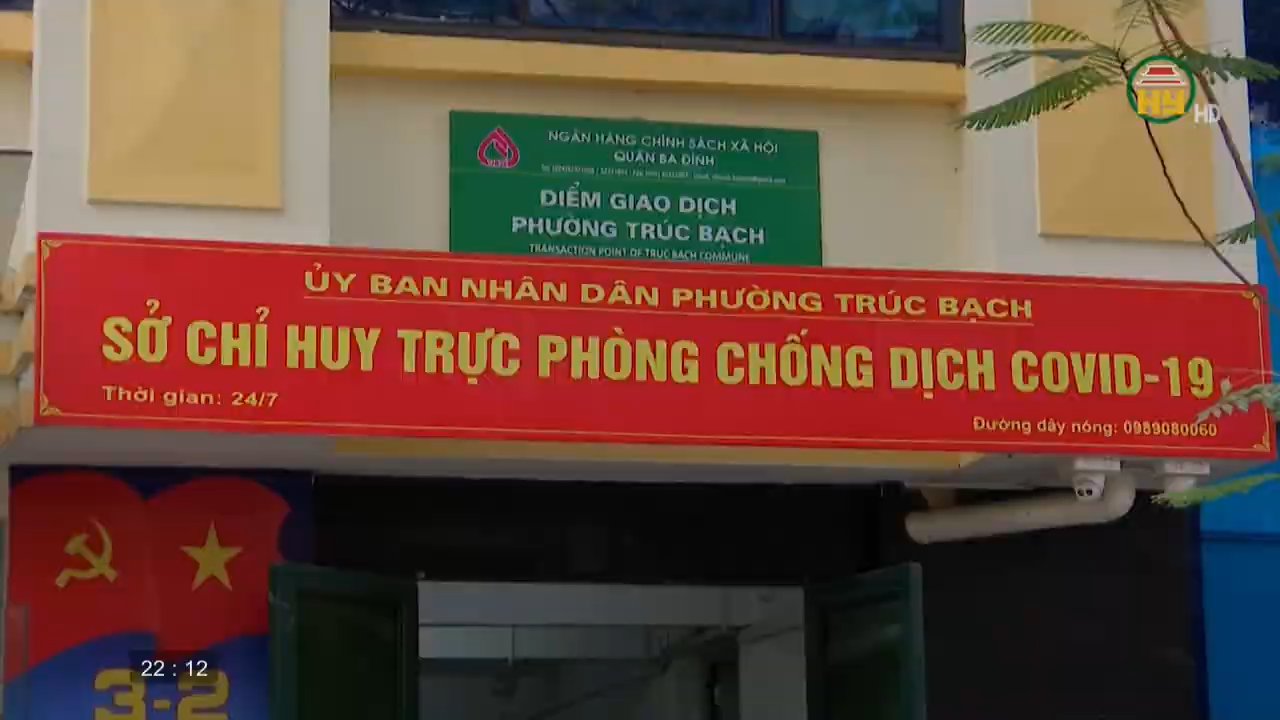 HY HD
NGÂN HÀNG CHÍNH SÁCH XÃ HỘI
QUẬN BA ĐÌNH
ĐIỂM GIAO DỊCH
PHƯỜNG TRÚC BẠCH
TRANSACTION POINT OF TRUC BACH COMMUNE
ỦY BAN NHÂN DÂN PHƯỜNG TRÚC BẠCH
SỞ CHỈ HUY TRỰC PHÒNG CHỐNG DỊCH COVID-19
Thời gian: 24/7
Đường dây nóng: 0989080060
22 : 12
3-2